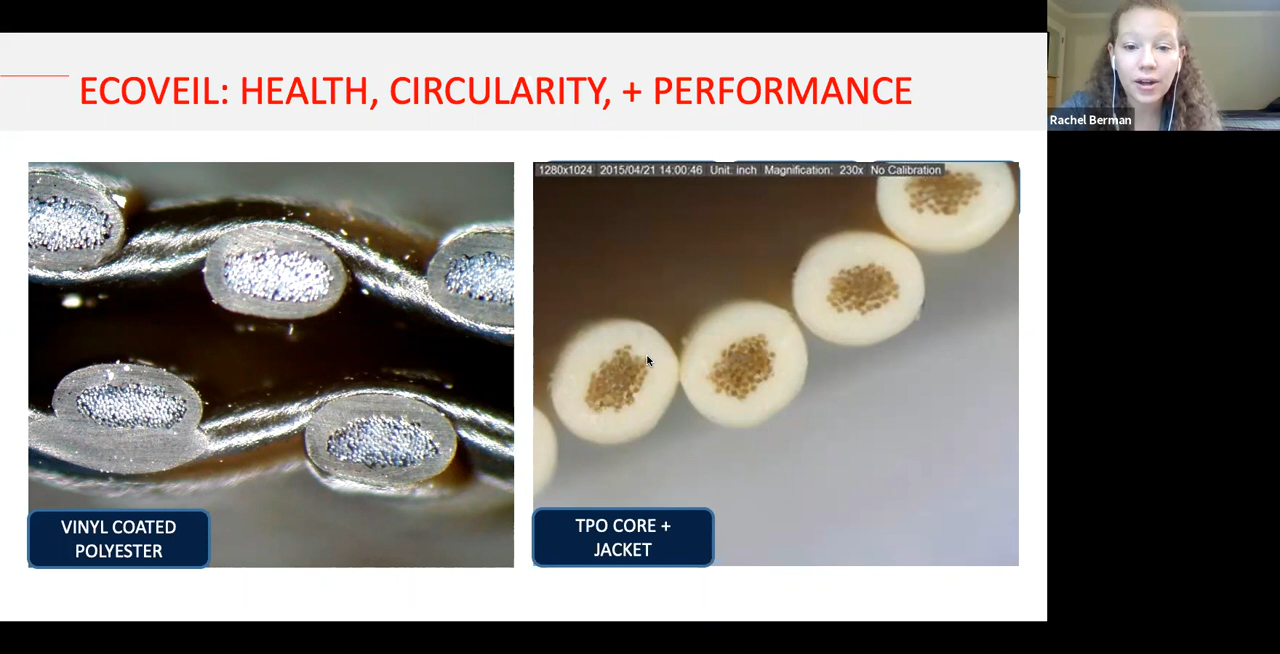 ECOVEIL: HEALTH, CIRCULARITY, + PERFORMANCE
Rachel Berman
1280x1024 2015/04/21 14:00:46 Unit: inch Magnification: 230x No Calibration
VINYL COATED
POLYESTER
TPO CORE +
JACKET